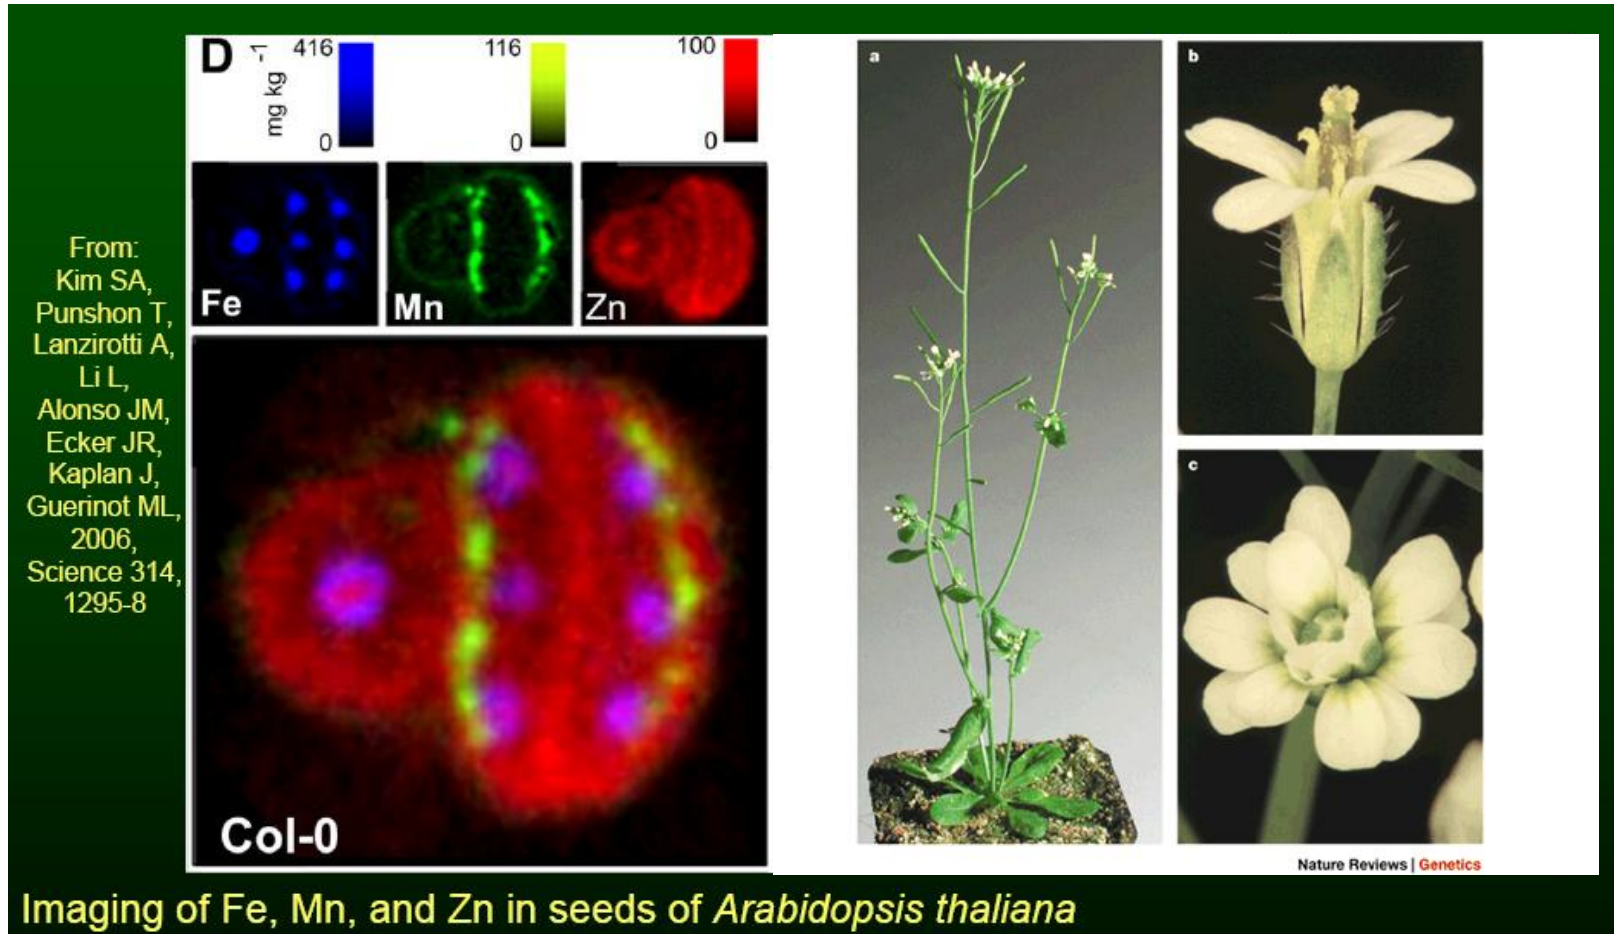 From:
Kim SA,
Punshon T,
Lanzirotti A,
Li L,
Alonso JM,
Ecker JR,
Kaplan J,
Guerinot ML,
2006,
Science 314,
1295-8
D
mg kg -1
416
0
116
0
100
0
Fe
Mn
Zn
Col-0
a
b
c
Nature Reviews | Genetics
Imaging of Fe, Mn, and Zn in seeds of Arabidopsis thaliana